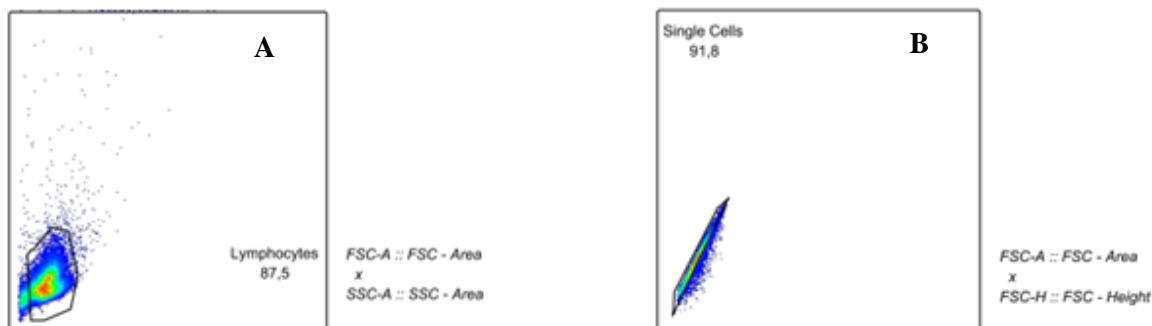 A
Lymphocytes
87,5
FSC-A :: FSC - Area
x
SSC-A :: SSC - Area
Single Cells
91,8
B
FSC-A :: FSC - Area
x
FSC-H :: FSC - Height